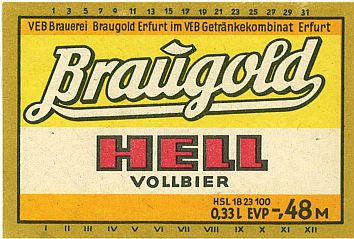 1 3 5 7 9 11 13 15 17 19 21 23 25 27 29 31
VEB Brauerei Braugold Erfurt im VEB Getränkekombinat Erfurt
Braugold
HELL
VOLLBIER
HSL 18 23 100
0,33 l EVP -,48 M
I II III IV V VI VII VIII IX X XI XII